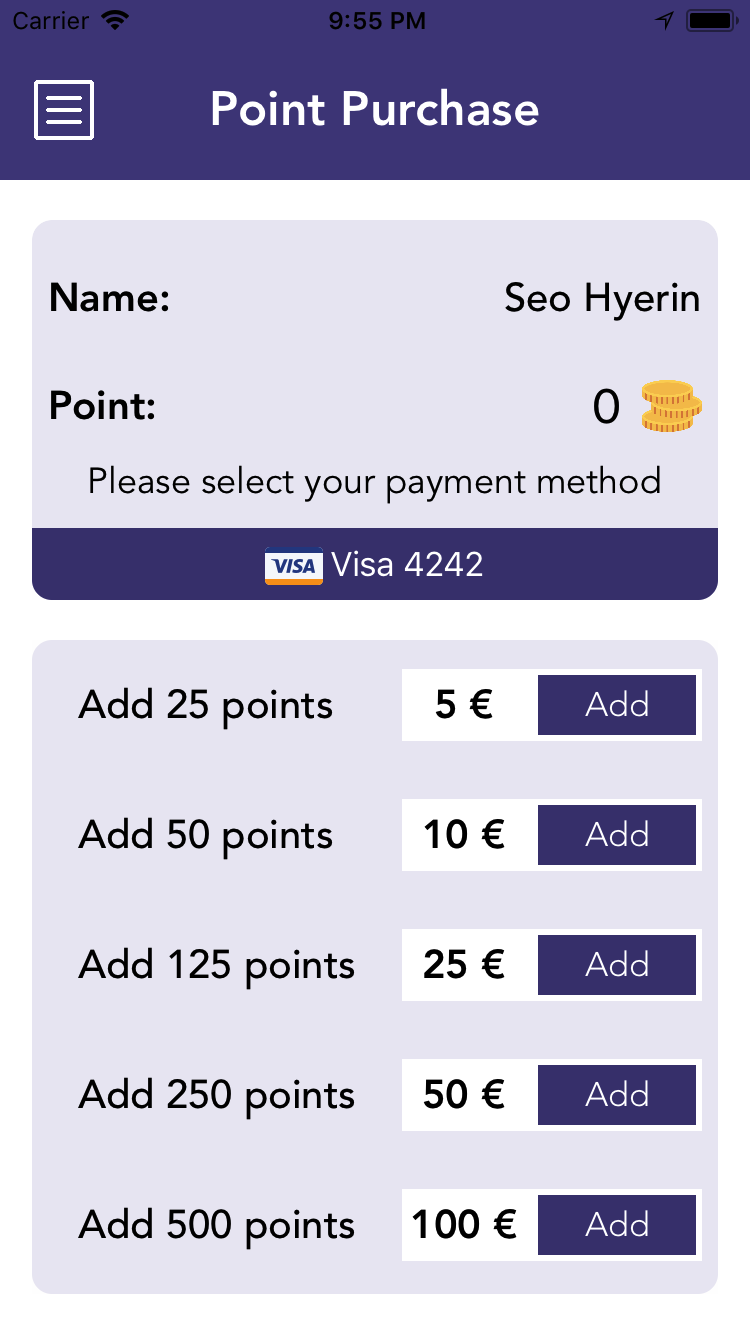 Carrier 9:55 PM
Point Purchase
Name: Seo Hyerin
Point: 0
Please select your payment method
VISA Visa 4242
Add 25 points 5 € Add
Add 50 points 10 € Add
Add 125 points 25 € Add
Add 250 points 50 € Add
Add 500 points 100 € Add